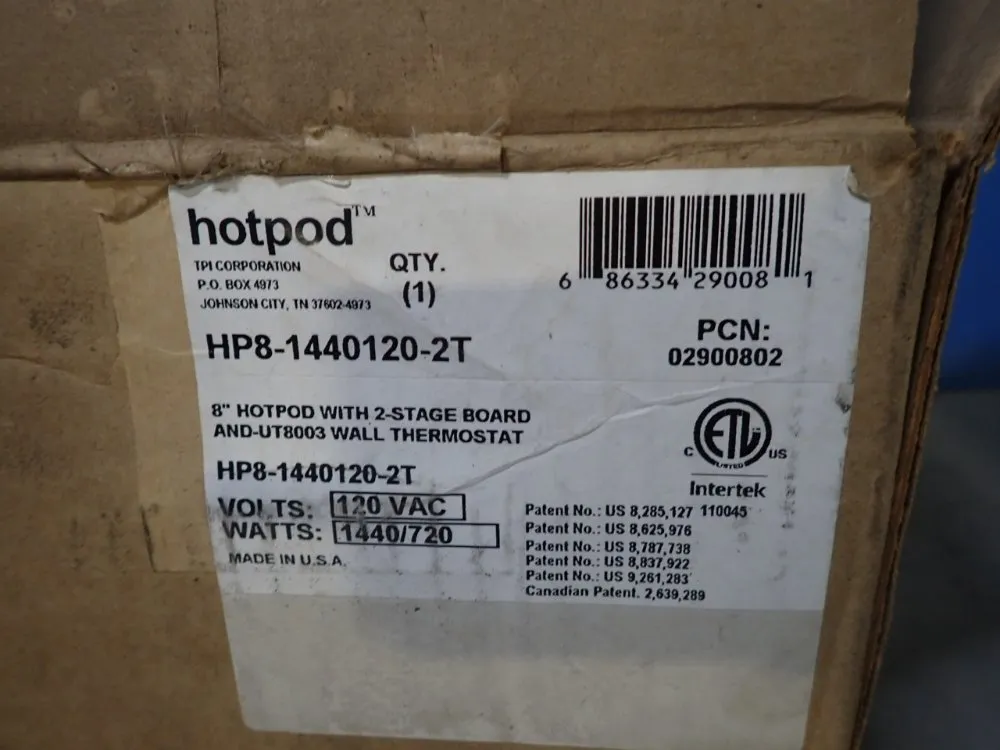 hotpod™
TPI CORPORATION
P.O. BOX 4973
JOHNSON CITY, TN 37602-4973
QTY.
(1)
6 86334 29008 1
HP8-1440120-2T
PCN:
02900802
8" HOTPOD WITH 2-STAGE BOARD
AND-UT8003 WALL THERMOSTAT
HP8-1440120-2T
VOLTS: 120 VAC
WATTS: 1440/720
MADE IN U.S.A.
C ETL US
LISTED
Intertek
Patent No.: US 8,285,127 110045
Patent No.: US 8,625,976
Patent No.: US 8,787,738
Patent No.: US 8,837,922
Patent No.: US 9,261,283
Canadian Patent. 2,639,289